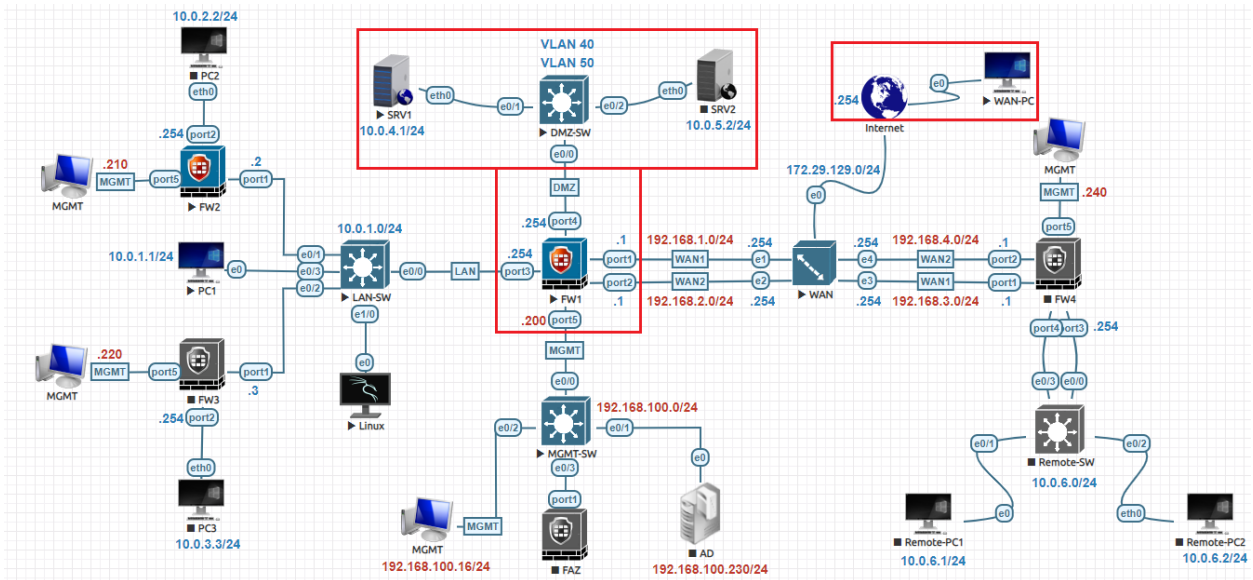 10.0.2.2/24
PC2
eth0
.254
port2
.210
MGMT
port5
.2
port1
MGMT
FW2
VLAN 40
VLAN 50
SRV1
eth0
e0/1
e0/2
eth0
SRV2
10.0.4.1/24
DMZ-SW
10.0.5.2/24
e0/0
DMZ
.254
port4
.254
Internet
e0
WAN-PC
172.29.129.0/24
e0
MGMT
MGMT
.240
port5
10.0.1.0/24
10.0.1.1/24
e0
PC1
e0/1
e0/3
e0/2
e0/0
LAN
LAN-SW
e1/0
e0
Linux
.254
port3
FW1
.1
port1
192.168.1.0/24
WAN1
.254
e1
port2
WAN2
e2
.1
192.168.2.0/24
.254
WAN
.254
e4
192.168.4.0/24
WAN2
.1
port2
e3
WAN1
port1
.254
192.168.3.0/24
.1
FW4
.200
port5
MGMT
e0/0
port4
port3
.254
e0/3
e0/0
.220
MGMT
port5
port1
MGMT
FW3
.3
.254
port2
eth0
PC3
10.0.3.3/24
192.168.100.0/24
e0/2
e0/1
MGMT-SW
e0/3
port1
FAZ
MGMT
MGMT
192.168.100.16/24
e0
AD
192.168.100.230/24
e0/1
e0/2
Remote-SW
10.0.6.0/24
e0
eth0
Remote-PC1
Remote-PC2
10.0.6.1/24
10.0.6.2/24